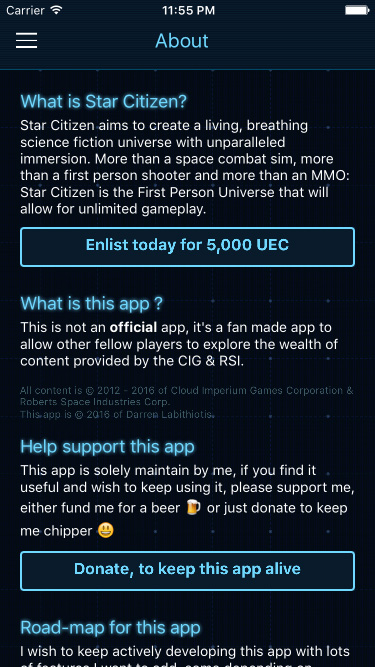 Carrier 11:55 PM
About
What is Star Citizen?
Star Citizen aims to create a living, breathing
science fiction universe with unparalleled
immersion. More than a space combat sim, more
than a first person shooter and more than an MMO:
Star Citizen is the First Person Universe that will
allow for unlimited gameplay.
Enlist today for 5,000 UEC
What is this app ?
This is not an official app, it's a fan made app to
allow other fellow players to explore the wealth of
content provided by the CIG & RSI.
All content is © 2012 - 2016 of Cloud Imperium Games Corporation &
Roberts Space Industries Corp.
This app is © 2016 of Darren Labithiotis.
Help support this app
This app is solely maintain by me, if you find it
useful and wish to keep using it, please support me,
either fund me for a beer 🍺 or just donate to keep
me chipper 😃
Donate, to keep this app alive
Road-map for this app
I wish to keep actively developing this app with lots
of features I want to add, some depending on